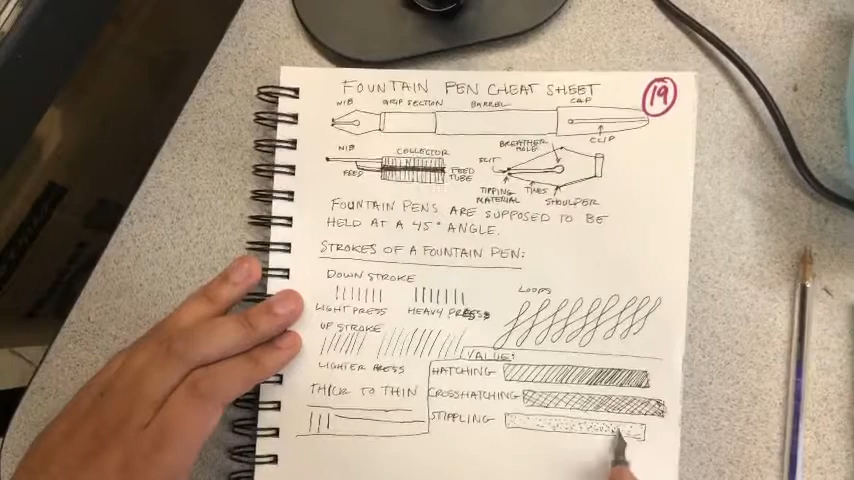 FOUNTAIN PEN CHEAT SHEET
19
NIB GRIP SECTION BARREL CAP
CLIP
NIB COLLECTOR
FEED FEED TUBE
BREATHER HOLE
SLIT
TIPPING MATERIAL TINES SHOULDER
FOUNTAIN PENS ARE SUPPOSED TO BE
HELD AT A 45° ANGLE.
STROKES OF A FOUNTAIN PEN:
DOWN STROKE
LIGHT PRESS HEAVY PRESS
LOOPS
UP STROKE
LIGHTER PRESS
THICK TO THIN
VALUE:
HATCHING
CROSSHATCHING
STIPPLING